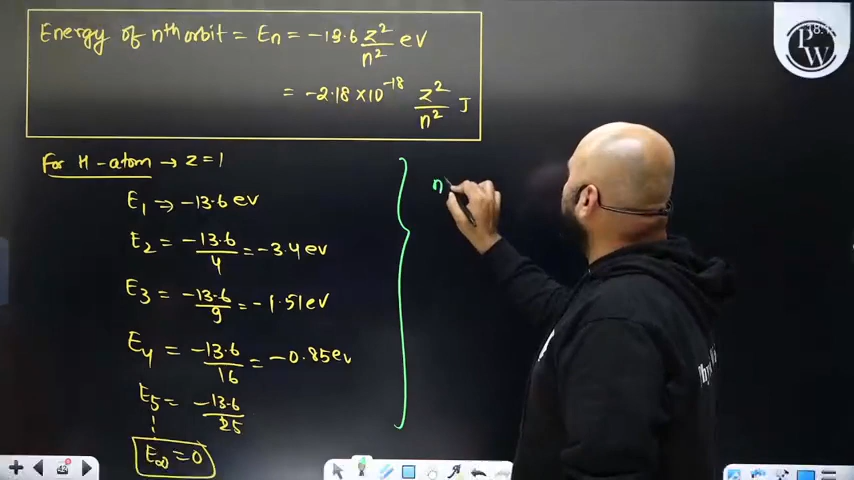 Energy of nth orbit = En = -13.6 z²/n² ev
= -2.18 × 10⁻¹⁸ z²/n² J
For H-atom → z = 1
E₁ → -13.6 ev
E₂ = -13.6/4 = -3.4 ev
E₃ = -13.6/9 = -1.51 ev
E₄ = -13.6/16 = -0.85 ev
E₅ = -13.6/25
E∞ = 0
n
PW